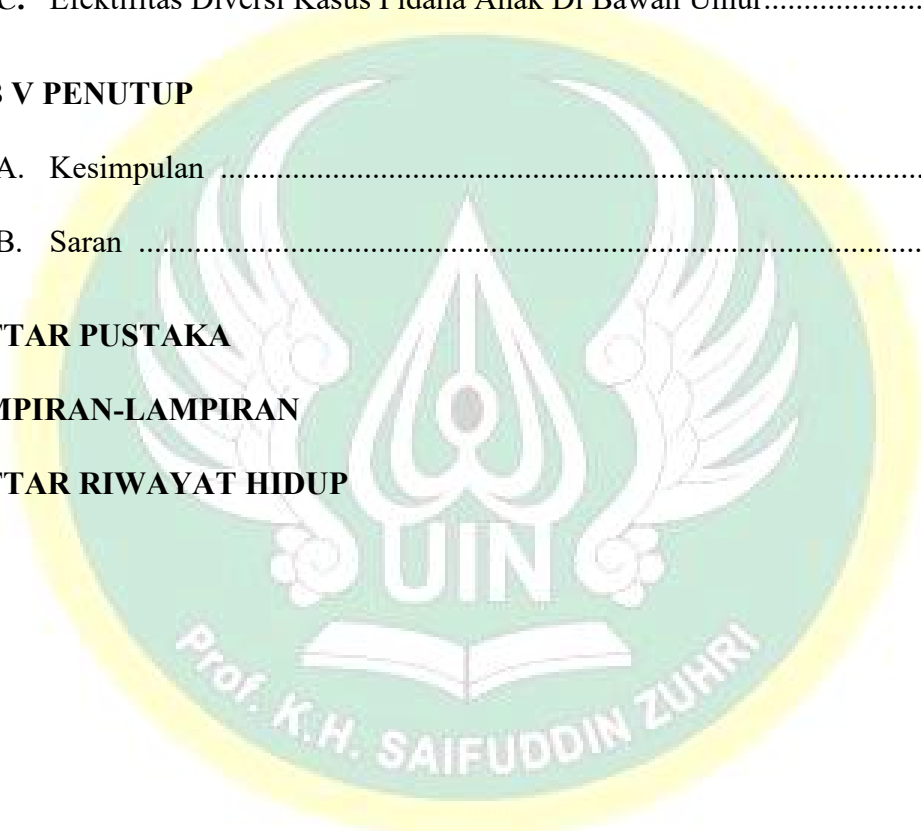 C. Efektifitas Diversi Kasus Pidana Anak Di Bawah Umur....................
V PENUTUP
A. Kesimpulan ........................................................................................
B. Saran ..................................................................................................
TAR PUSTAKA
MPIRAN-LAMPIRAN
TAR RIWAYAT HIDUP
UIN
Prof. K.H. SAIFUDDIN ZUHRI